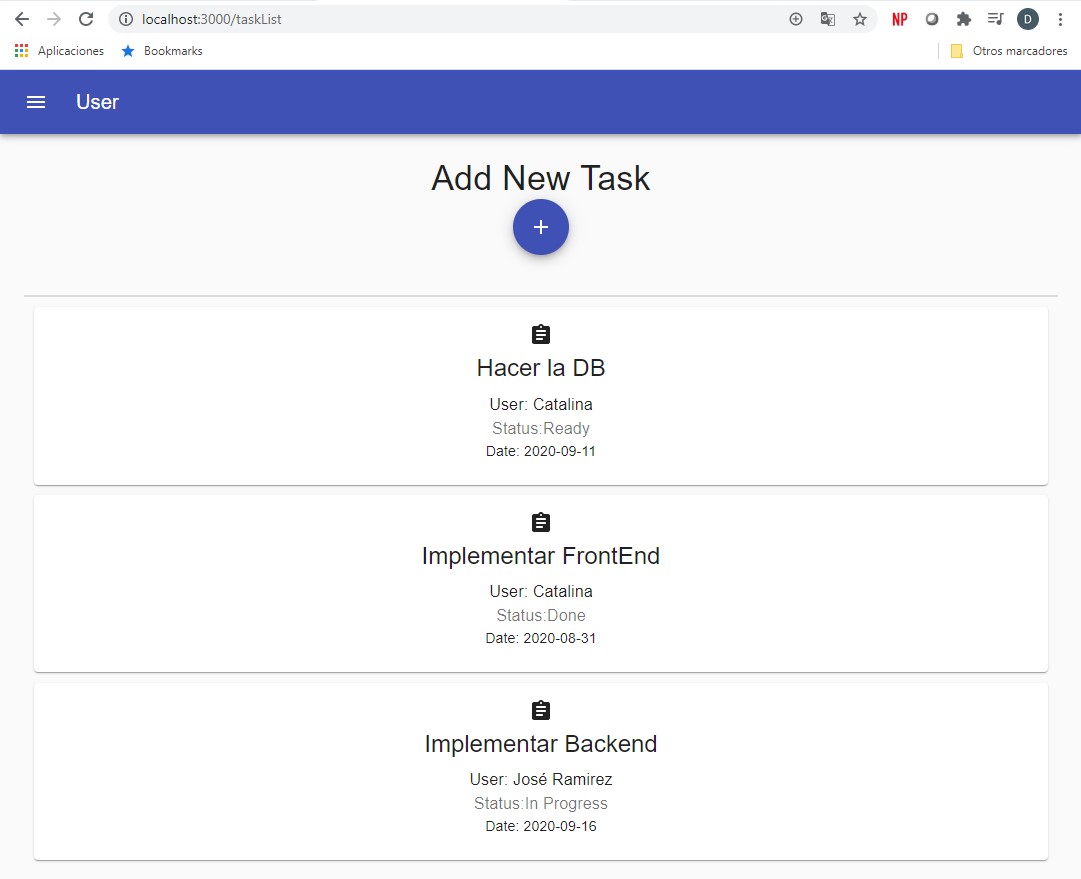 localhost:3000/taskList
NP
D
Aplicaciones
Bookmarks
Otros marcadores
User
Add New Task
+
Hacer la DB
User: Catalina
Status:Ready
Date: 2020-09-11
Implementar FrontEnd
User: Catalina
Status:Done
Date: 2020-08-31
Implementar Backend
User: José Ramirez
Status:In Progress
Date: 2020-09-16